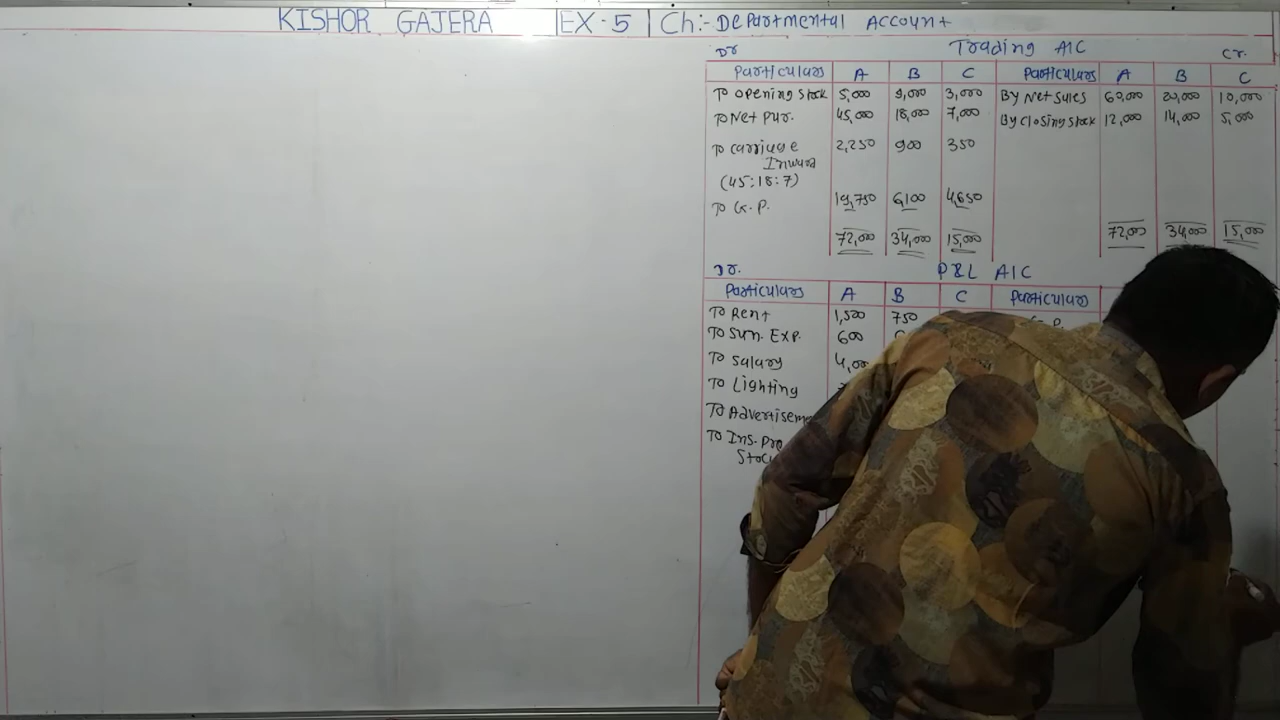 KISHOR GAJERA EX-5 Ch:- Departmental Account
Dr Trading A/C Cr.
Particulars A B C Particulars A B C
To Opening Stock 5,000 9,000 3,000 By Net Sales 60,000 20,000 10,000
To Net Pur. 45,000 18,000 7,000 By Closing Stock 12,000 14,000 5,000
To Carriage 2,250 900 350
Inward
(45:18:7)
To G.P. 19,750 6,100 4,650
72,000 34,000 15,000 72,000 34,000 15,000
Dr. P&L A/C
Particulars A B C Particulars
To Rent 1,500 750 G.P.
To Sun. Exp. 600
To Salary
To Lighting
To
To Ins.